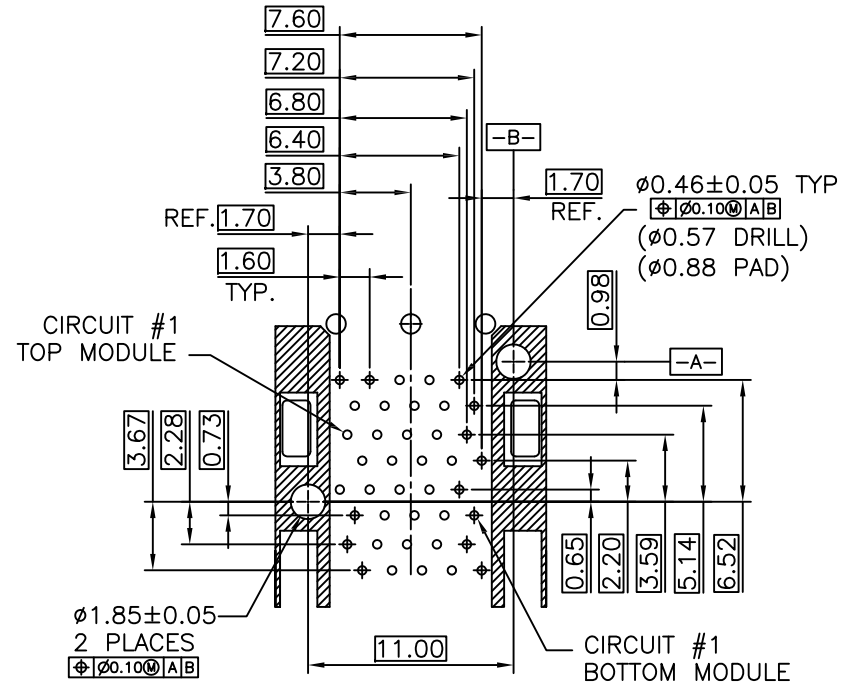 7.60
7.20
6.80
6.40
3.80
-B-
1.70
REF.
REF. 1.70
1.60
TYP.
ø0.46±0.05 TYP
⌖ Ø0.10Ⓜ A B
(ø0.57 DRILL)
(ø0.88 PAD)
0.98
CIRCUIT #1
TOP MODULE
-A-
3.67
2.28
0.73
0.65
2.20
3.59
5.14
6.52
ø1.85±0.05
2 PLACES
⌖ Ø0.10Ⓜ A B
11.00
CIRCUIT #1
BOTTOM MODULE